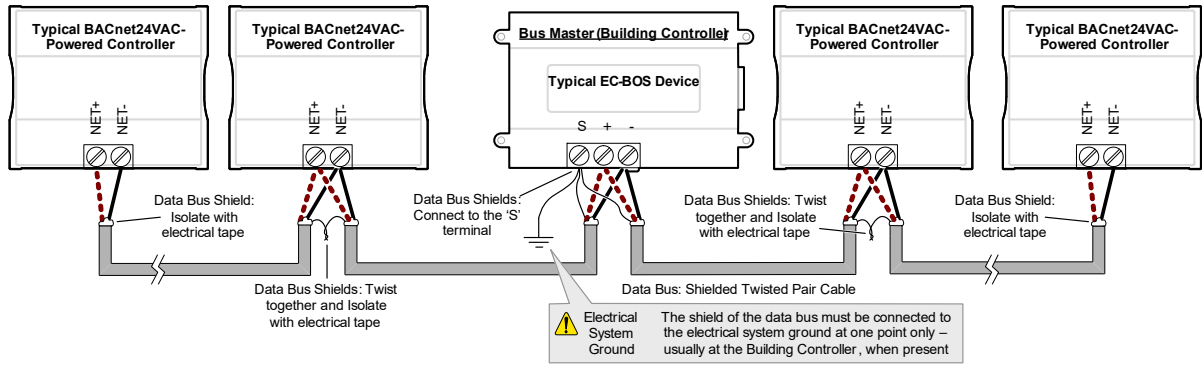 Typical BACnet24VAC-
Powered Controller
NET+
NET-
Typical BACnet24VAC-
Powered Controller
NET+
NET-
Bus Master (Building Controller)
Typical EC-BOS Device
S + -
Typical BACnet24VAC-
Powered Controller
NET+
NET-
Typical BACnet24VAC-
Powered Controller
NET+
NET-
Data Bus Shield:
Isolate with
electrical tape
Data Bus Shields:
Connect to the 'S'
terminal
Data Bus Shields: Twist
together and Isolate
with electrical tape
Data Bus Shield:
Isolate with
electrical tape
Data Bus Shields: Twist
together and Isolate
with electrical tape
Data Bus: Shielded Twisted Pair Cable
Electrical
System
Ground
The shield of the data bus must be connected to
the electrical system ground at one point only –
usually at the Building Controller, when present